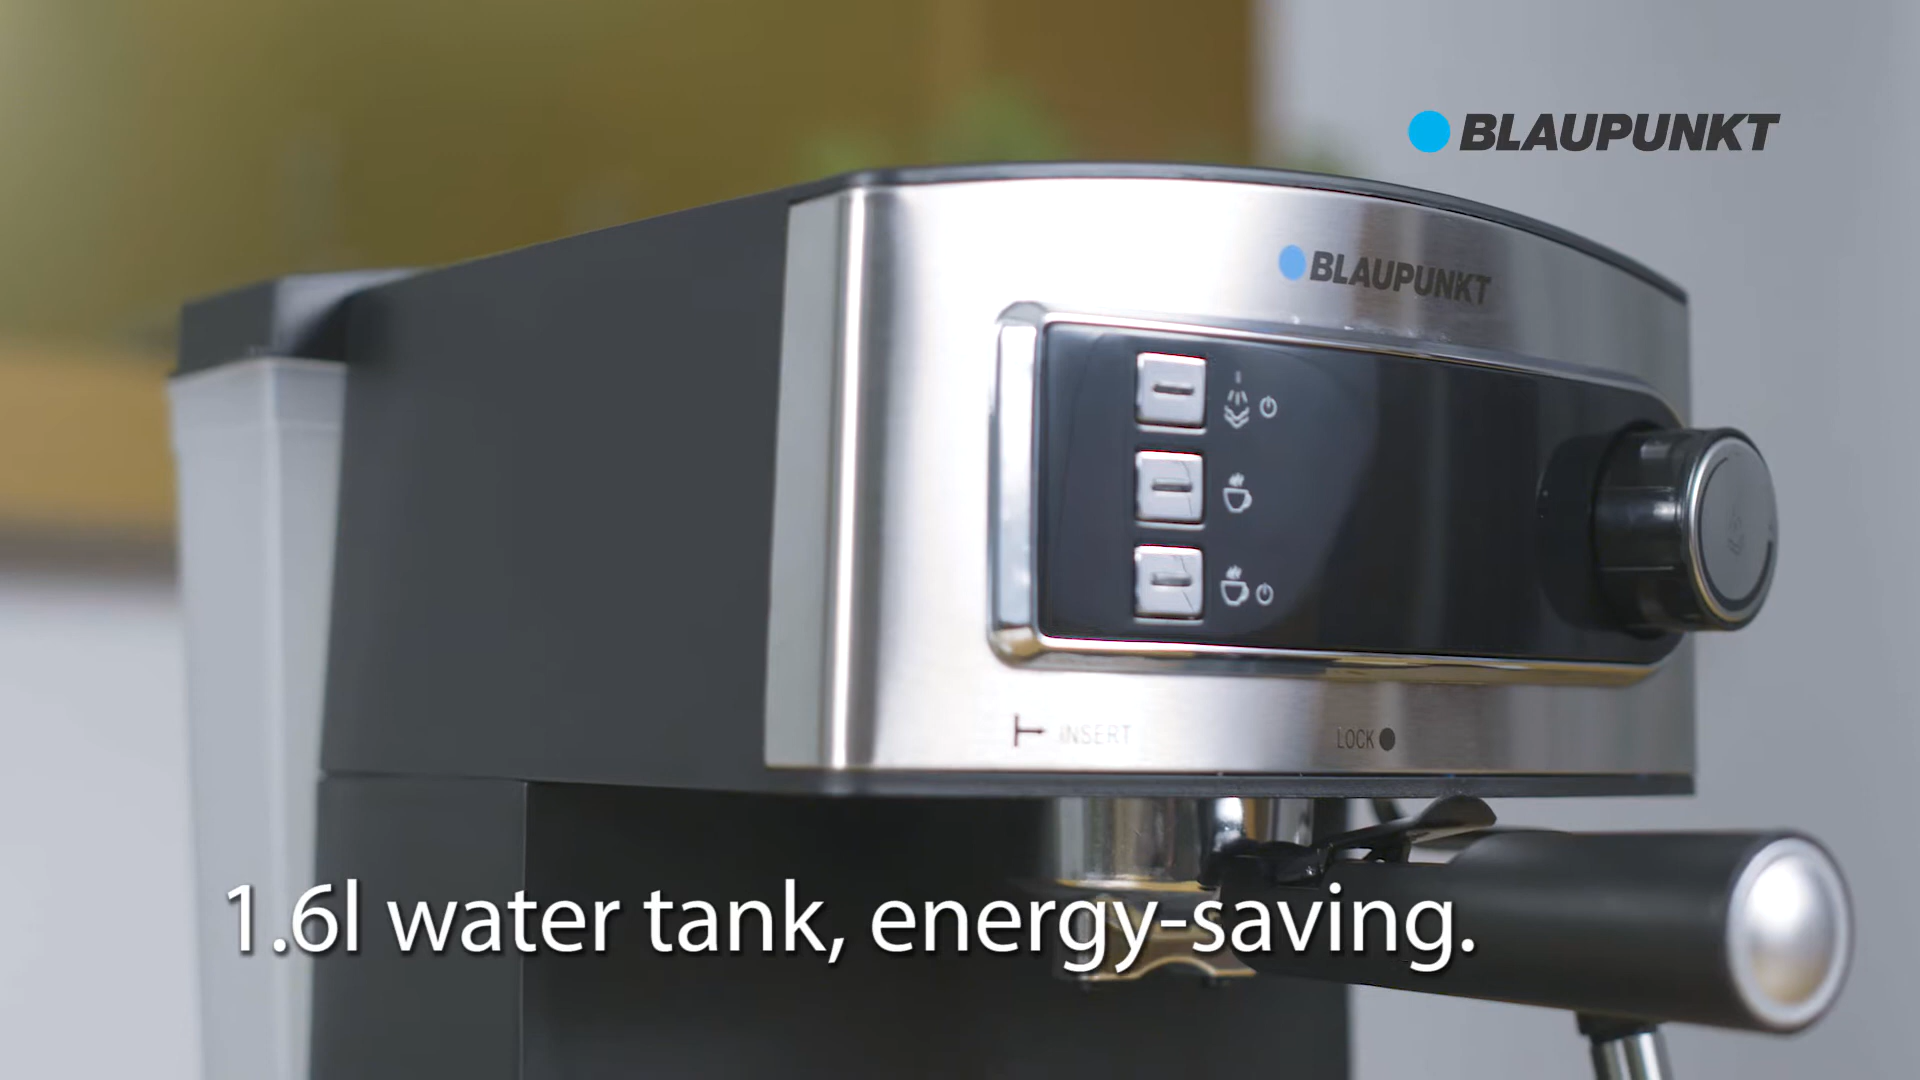 BLAUPUNKT
BLAUPUNKT
INSERT
LOCK
1.6l water tank, energy-saving.